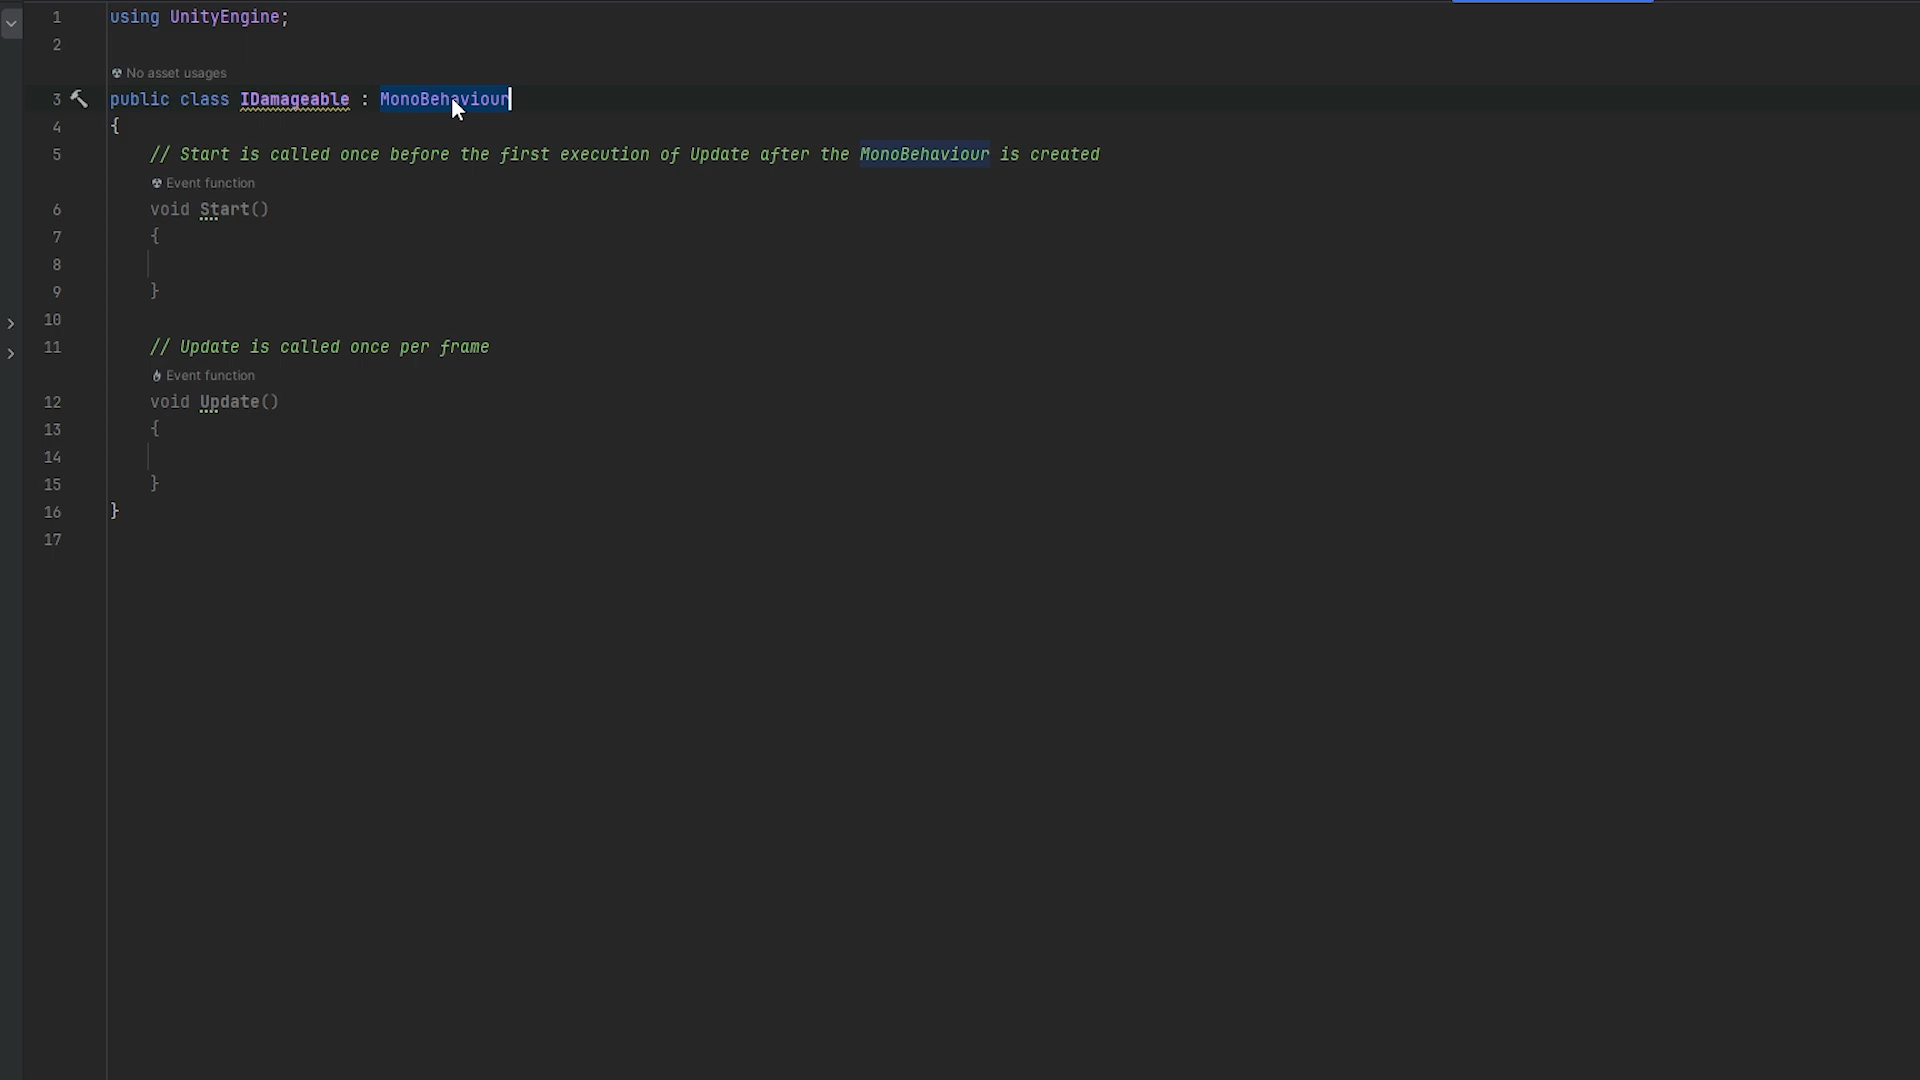 1 using UnityEngine;
2
No asset usages
3 public class IDamageable : MonoBehaviour
4 {
5 // Start is called once before the first execution of Update after the MonoBehaviour is created
Event function
6 void Start()
7 {
8
9 }
10
11 // Update is called once per frame
Event function
12 void Update()
13 {
14
15 }
16 }
17